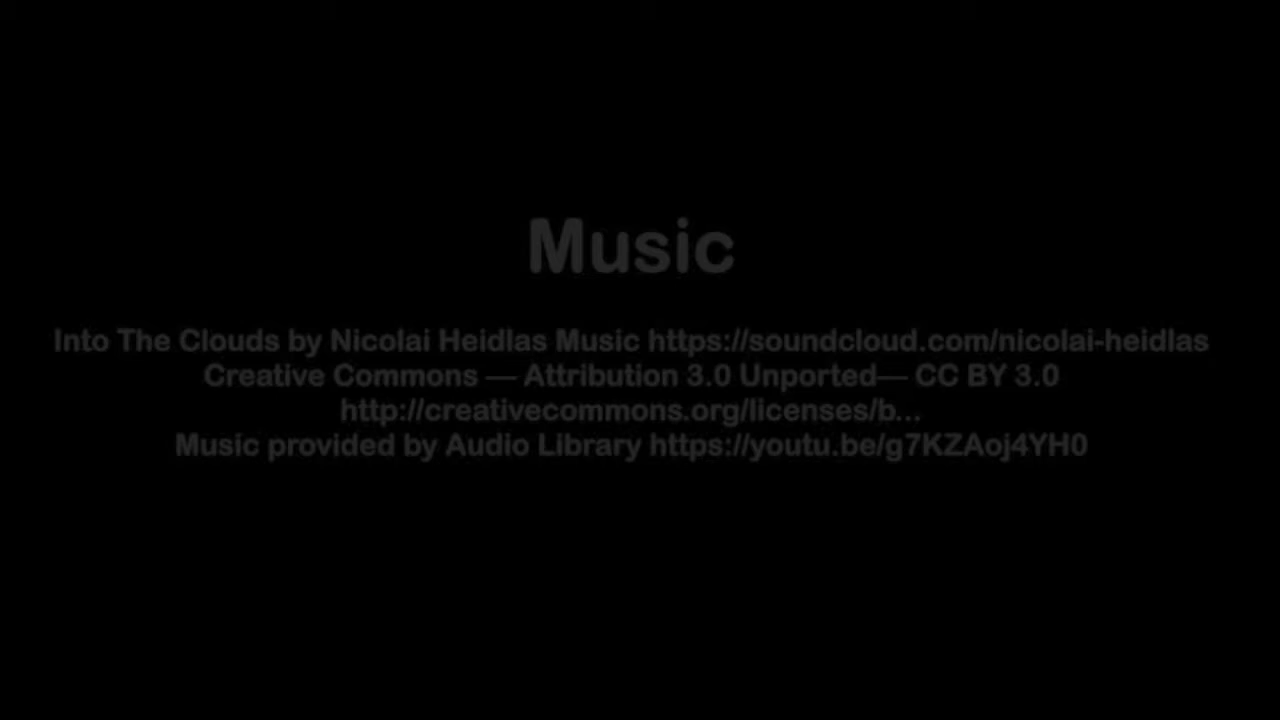 Music
Into The Clouds by Nicolai Heidlas Music https://soundcloud.com/nicolai-heidlas
Creative Commons — Attribution 3.0 Unported— CC BY 3.0
http://creativecommons.org/licenses/b...
Music provided by Audio Library https://youtu.be/g7KZAoj4YH0